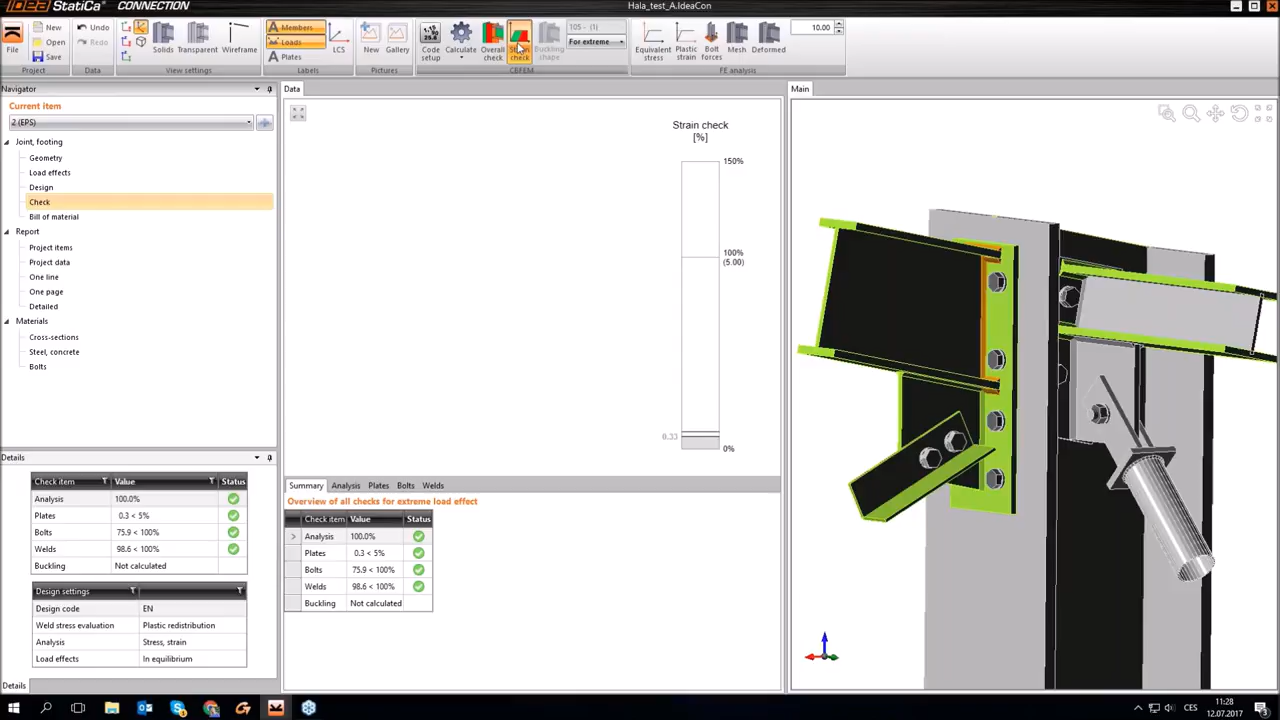 IDEA StatiCa® CONNECTION
Hala_test_A.IdeaCon
File
New
Open
Save
Project
Undo
Redo
Data
Solids
Transparent
Wireframe
View settings
Members
Loads
Plates
LCS
Labels
New
Gallery
Pictures
Code setup
Calculate
Overall check
check
Buckling shape
105 - (1)
For extreme
CBFEM
Equivalent stress
Plastic strain
Bolt forces
Mesh
Deformed
10.00
FE analysis
Navigator
Current item
2 (EPS)
Joint, footing
Geometry
Load effects
Design
Check
Bill of material
Report
Project items
Project data
One line
One page
Detailed
Materials
Cross-sections
Steel, concrete
Bolts
Details
Check item Value Status
Analysis 100.0%
Plates 0.3 < 5%
Bolts 75.9 < 100%
Welds 98.6 < 100%
Buckling Not calculated
Design settings
Design code EN
Weld stress evaluation Plastic redistribution
Analysis Stress, strain
Load effects In equilibrium
Details
Data
Strain check
[%]
150%
100%
(5.00)
0.33
0%
Summary Analysis Plates Bolts Welds
Overview of all checks for extreme load effect
Check item Value Status
> Analysis 100.0%
Plates 0.3 < 5%
Bolts 75.9 < 100%
Welds 98.6 < 100%
Buckling Not calculated
Main
CES
11:28
12.07.2017
3